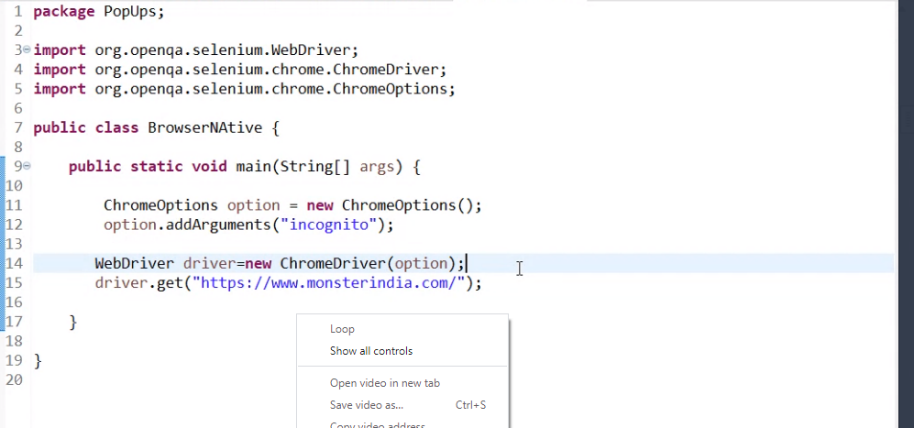 1 package PopUps;
2
3 import org.openqa.selenium.WebDriver;
4 import org.openqa.selenium.chrome.ChromeDriver;
5 import org.openqa.selenium.chrome.ChromeOptions;
6
7 public class BrowserNAtive {
8
9 public static void main(String[] args) {
10
11 ChromeOptions option = new ChromeOptions();
12 option.addArguments("incognito");
13
14 WebDriver driver=new ChromeDriver(option);
15 driver.get("https://www.monsterindia.com/");
16
17 }
18
19 }
20
Loop
Show all controls
Open video in new tab
Save video as... Ctrl+S
Copy video address